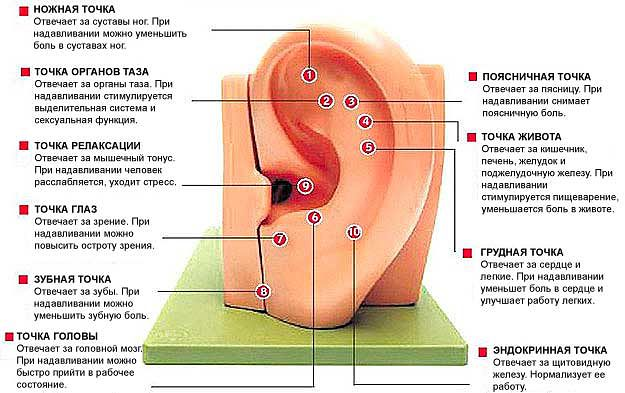 НОЖНАЯ ТОЧКА
Отвечает за суставы ног. При
надавливании можно уменьшить
боль в суставах ног.
ТОЧКА ОРГАНОВ ТАЗА
Отвечает за органы таза. При
надавливании стимулируется
выделительная система и
сексуальная функция.
ТОЧКА РЕЛАКСАЦИИ
Отвечает за мышечный тонус.
При надавливании человек
расслабляется, уходит стресс.
ТОЧКА ГЛАЗ
Отвечает за зрение. При
надавливании можно
повысить остроту зрения.
ЗУБНАЯ ТОЧКА
Отвечает за зубы. При
надавливании можно
уменьшить зубную боль.
ТОЧКА ГОЛОВЫ
Отвечает за головной мозг.
При надавливании можно
быстро прийти в рабочее
состояние.
1
2
3
4
5
9
6
7
10
8
ПОЯСНИЧНАЯ ТОЧКА
Отвечает за пясницу. При
надавливании снимает
поясничную боль.
ТОЧКА ЖИВОТА
Отвечает за кишечник,
печень, желудок и
поджелудочную железу. При
надавливании
стимулируется пищеварение,
уменьшается боль в животе.
ГРУДНАЯ ТОЧКА
Отвечает за сердце и
легкие. При надавливании
уменьшет боль в сердце и
улучшает работу легких.
ЭНДОКРИННАЯ ТОЧКА
Отвечает за щитовидную
железу. Нормализует ее
работу.